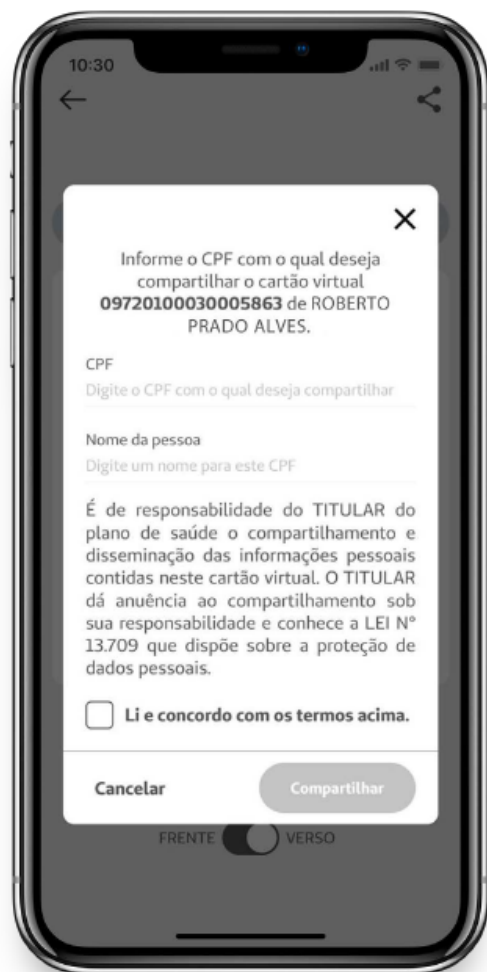 10:30
Informe o CPF com o qual deseja
compartilhar o cartão virtual
09720100030005863 de ROBERTO
PRADO ALVES.
CPF
Digite o CPF com o qual deseja compartilhar
Nome da pessoa
Digite um nome para este CPF
É de responsabilidade do TITULAR do
plano de saúde o compartilhamento e
disseminação das informações pessoais
contidas neste cartão virtual. O TITULAR
dá anuência ao compartilhamento sob
sua responsabilidade e conhece a LEI N°
13.709 que dispõe sobre a proteção de
dados pessoais.
Li e concordo com os termos acima.
Cancelar Compartilhar
FRENTE VERSO